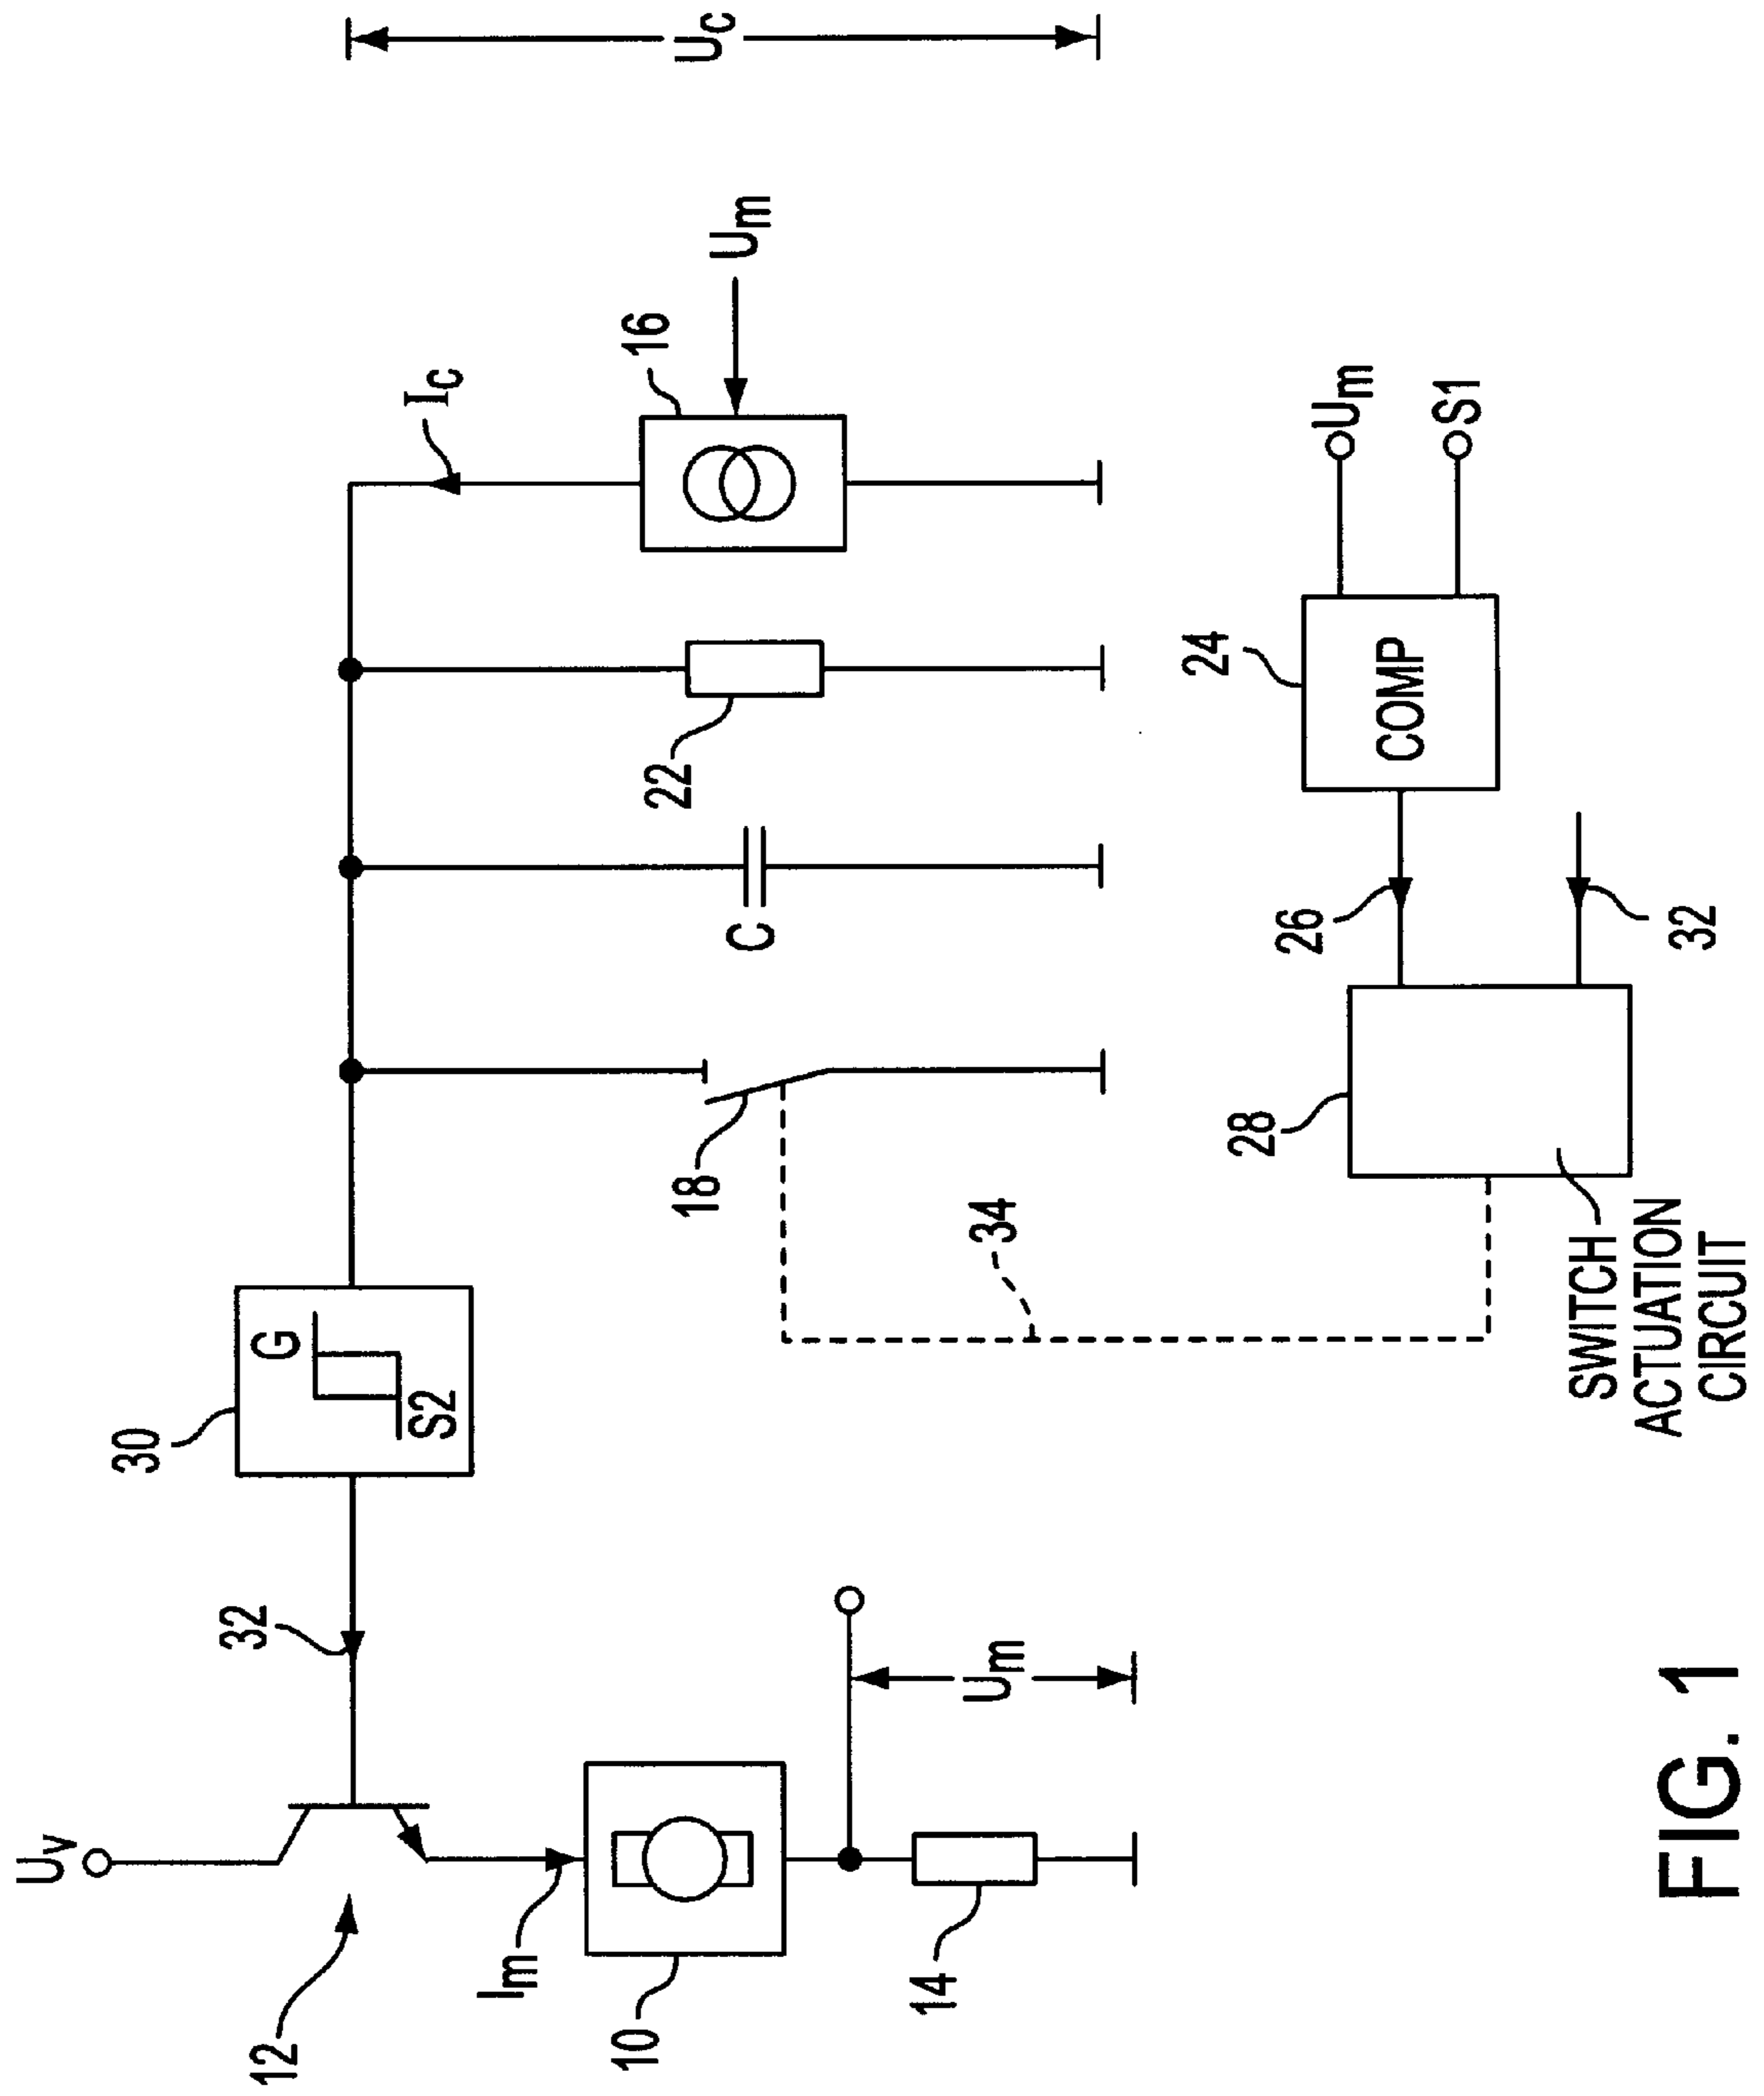 Uv
12
32
30
G
S2
Im
10
14
Um
18
C
22
16
Ic
Um
Uc
34
28
26
32
24
COMP
Um
S1
SWITCH
ACTUATION
CIRCUIT
FIG. 1